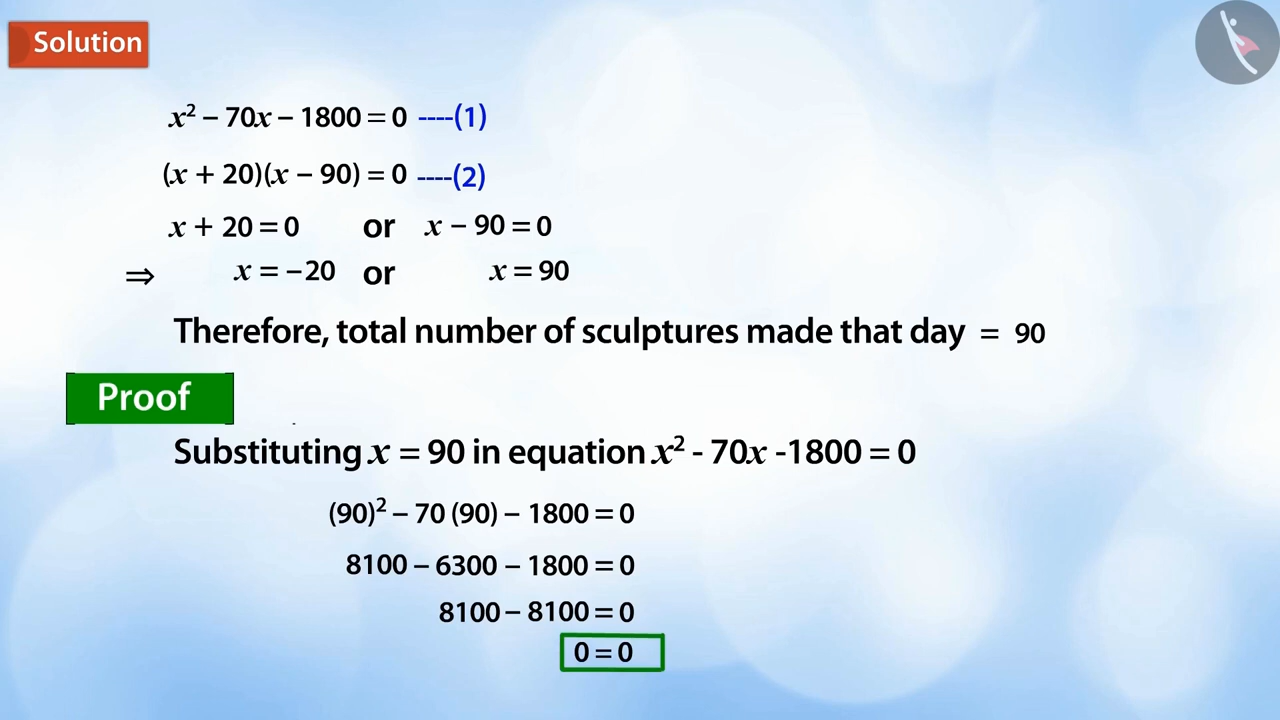 Solution
x² – 70x – 1800 = 0 ----(1)
(x + 20)(x – 90) = 0 ----(2)
x + 20 = 0 or x – 90 = 0
⇒ x = –20 or x = 90
Therefore, total number of sculptures made that day = 90
Proof
Substituting x = 90 in equation x² - 70x -1800 = 0
(90)² – 70 (90) – 1800 = 0
8100 – 6300 – 1800 = 0
8100 – 8100 = 0
0 = 0